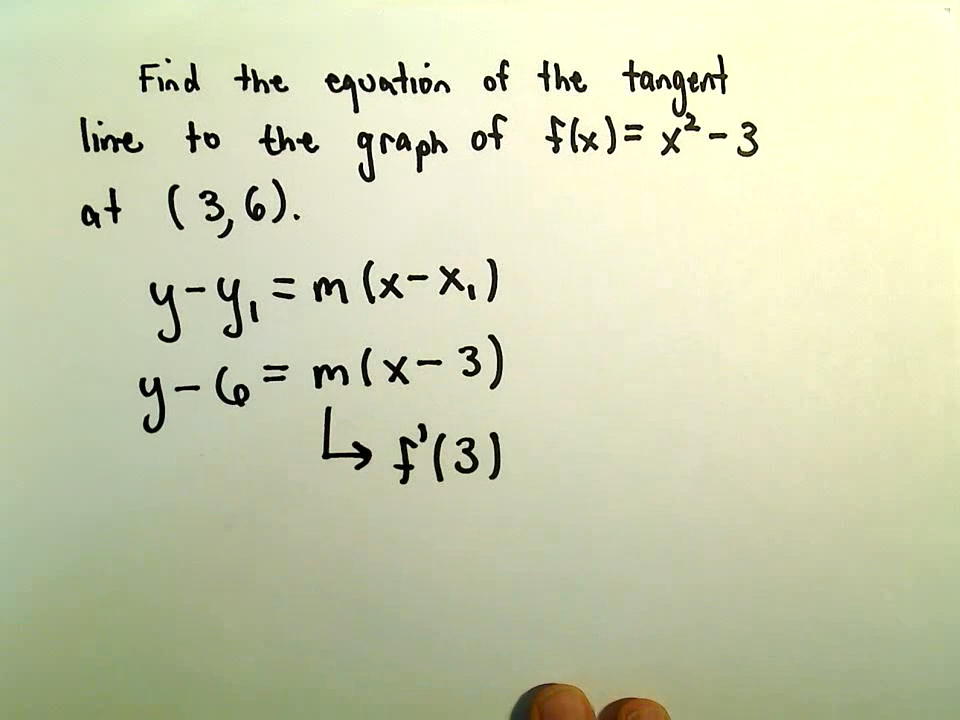 Find the equation of the tangent
line to the graph of f(x) = x² - 3
at (3,6).
y - y₁ = m(x - x₁)
y - 6 = m(x - 3)
↳ f'(3)